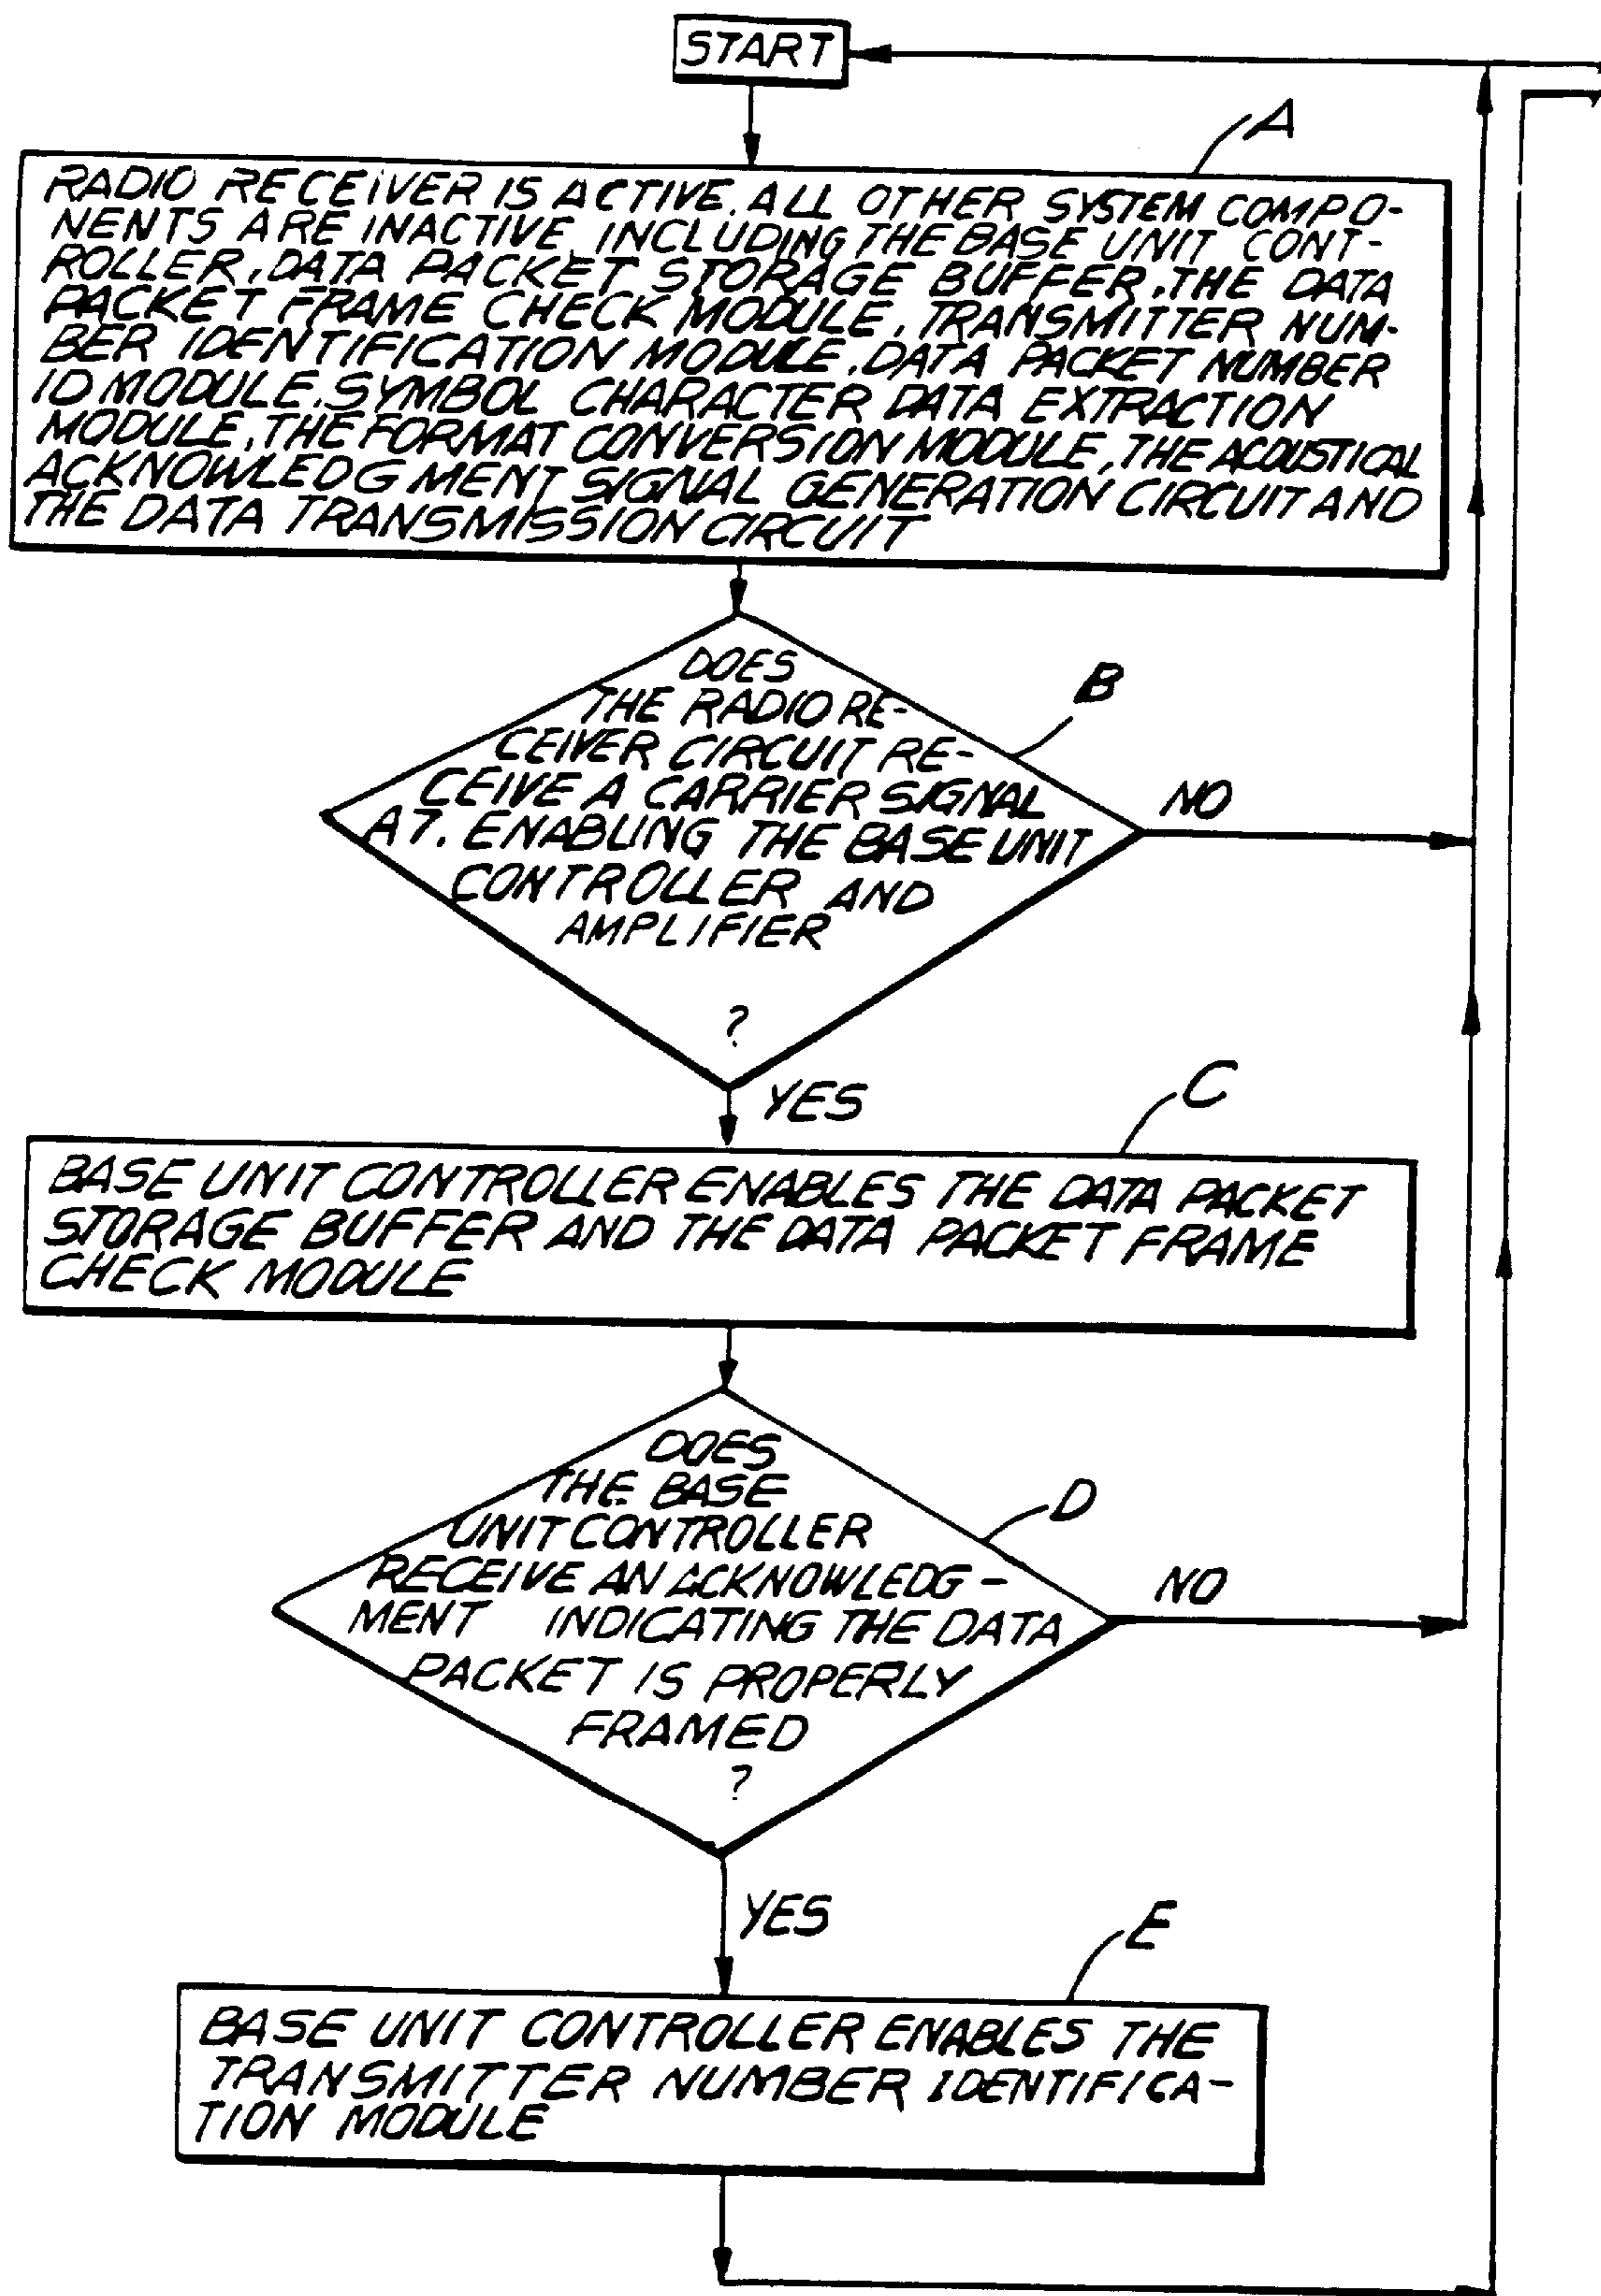 START
A
RADIO RECEIVER IS ACTIVE. ALL OTHER SYSTEM COMPO-
NENTS ARE INACTIVE, INCLUDING THE BASE UNIT CONT-
ROLLER, DATA PACKET STORAGE BUFFER, THE DATA
PACKET FRAME CHECK MODULE, TRANSMITTER NUM-
BER IDENTIFICATION MODULE, DATA PACKET NUMBER
ID MODULE, SYMBOL CHARACTER DATA EXTRACTION
MODULE, THE FORMAT CONVERSION MODULE, THE ACOUSTICAL
ACKNOWLEDGMENT SIGNAL GENERATION CIRCUIT AND
THE DATA TRANSMISSION CIRCUIT
B
DOES
THE RADIO RE-
CEIVER CIRCUIT RE-
CEIVE A CARRIER SIGNAL
A7. ENABLING THE BASE UNIT
CONTROLLER AND
AMPLIFIER
?
NO
YES
C
BASE UNIT CONTROLLER ENABLES THE DATA PACKET
STORAGE BUFFER AND THE DATA PACKET FRAME
CHECK MODULE
D
DOES
THE BASE
UNIT CONTROLLER
RECEIVE AN ACKNOWLEDG-
MENT INDICATING THE DATA
PACKET IS PROPERLY
FRAMED
?
NO
YES
E
BASE UNIT CONTROLLER ENABLES THE
TRANSMITTER NUMBER IDENTIFICA-
TION MODULE